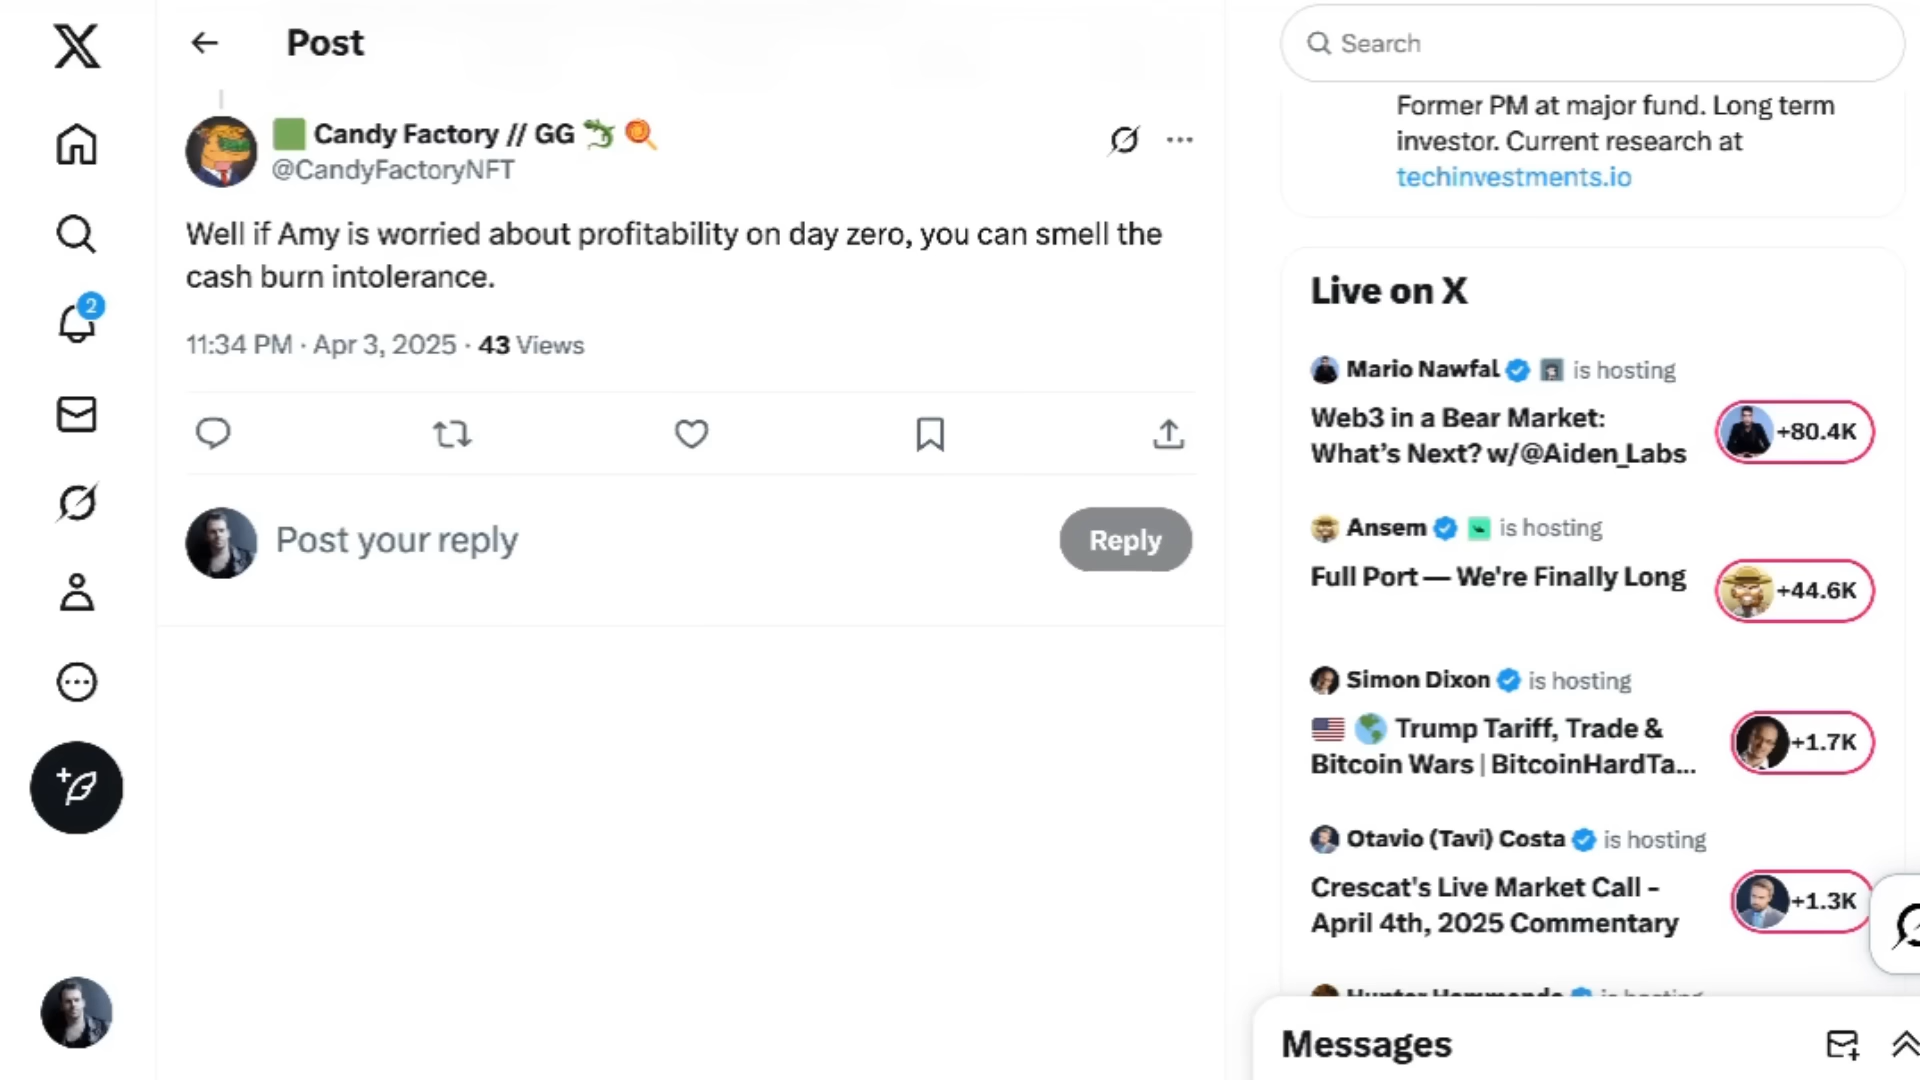 Post
Search
Candy Factory // GG
@CandyFactoryNFT
Well if Amy is worried about profitability on day zero, you can smell the
cash burn intolerance.
11:34 PM · Apr 3, 2025 · 43 Views
Post your reply
Reply
2
Former PM at major fund. Long term
investor. Current research at
techinvestments.io
Live on X
Mario Nawfal is hosting
Web3 in a Bear Market:
What's Next? w/@Aiden_Labs
+80.4K
Ansem is hosting
Full Port — We're Finally Long
+44.6K
Simon Dixon is hosting
Trump Tariff, Trade &
Bitcoin Wars | BitcoinHardTa...
+1.7K
Otavio (Tavi) Costa is hosting
Crescat's Live Market Call -
April 4th, 2025 Commentary
+1.3K
is hosting
Messages